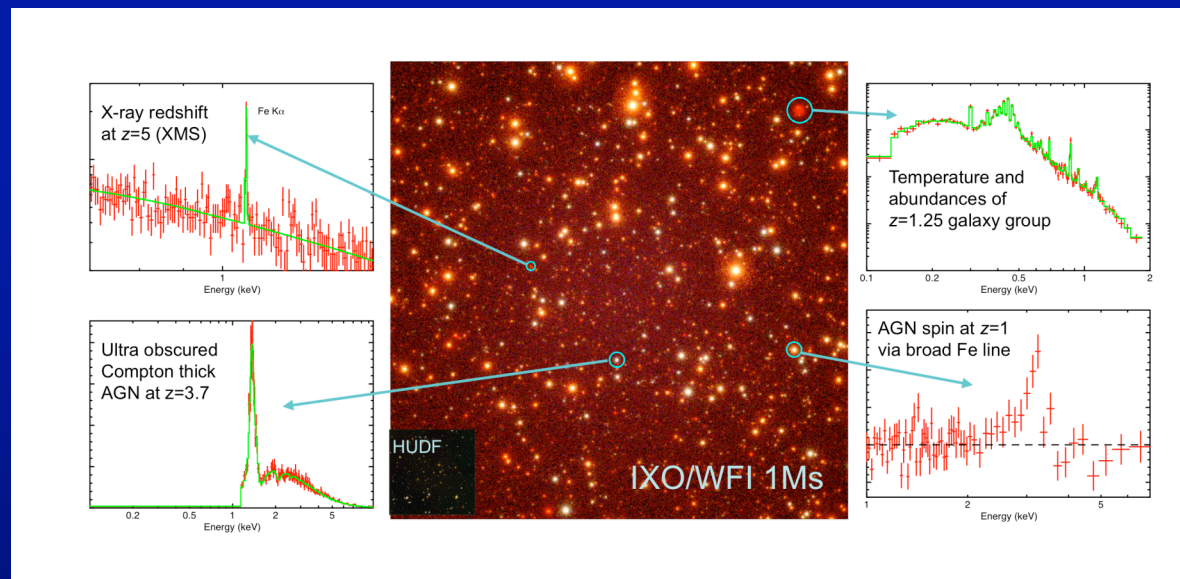 X-ray redshift
at z=5 (XMS)
Fe Kα
1
Energy (keV)
Ultra obscured
Compton thick
AGN at z=3.7
0.2 0.5 1 2 5
Energy (keV)
HUDF
IXO/WFI 1Ms
Temperature and
abundances of
z=1.25 galaxy group
0.1 0.2 0.5 1 2
Energy (keV)
AGN spin at z=1
via broad Fe line
1 2 5
Energy (keV)